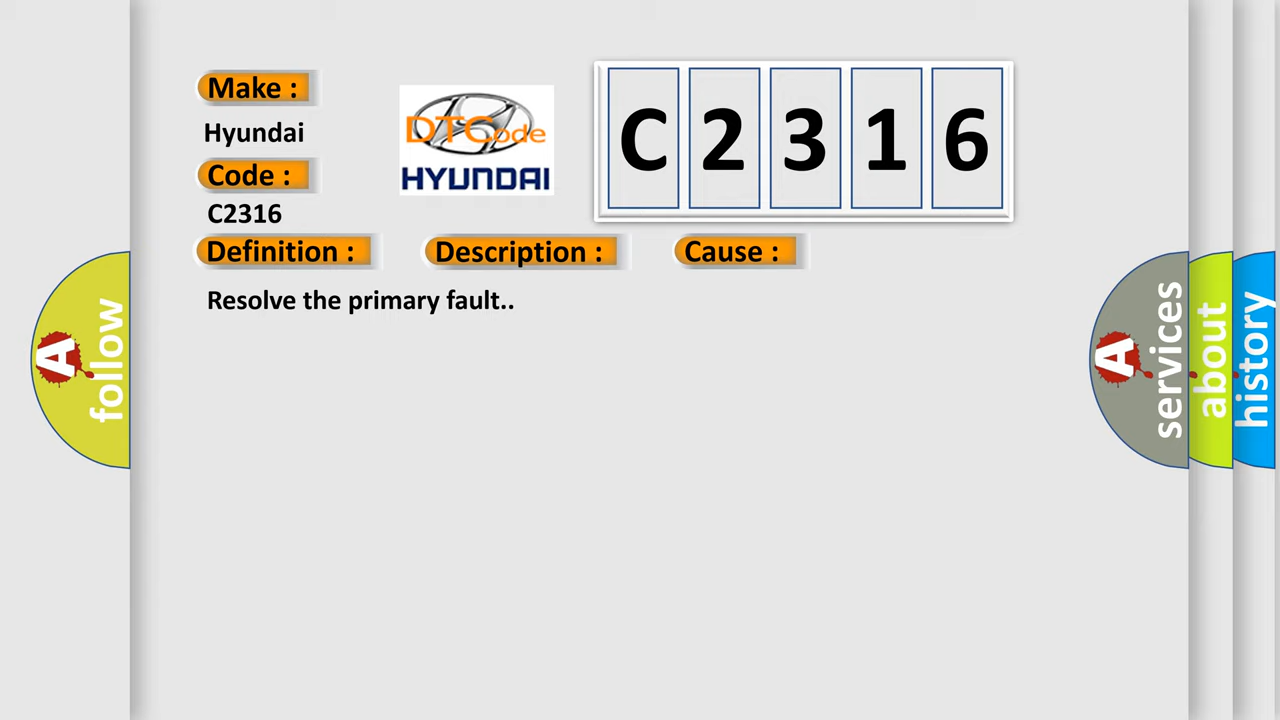 Make :
Hyundai
Code :
C2316
DTCode
HYUNDAI
C 2 3 1 6
Definition : Description : Cause :
Resolve the primary fault..
A follow
A services
about
history